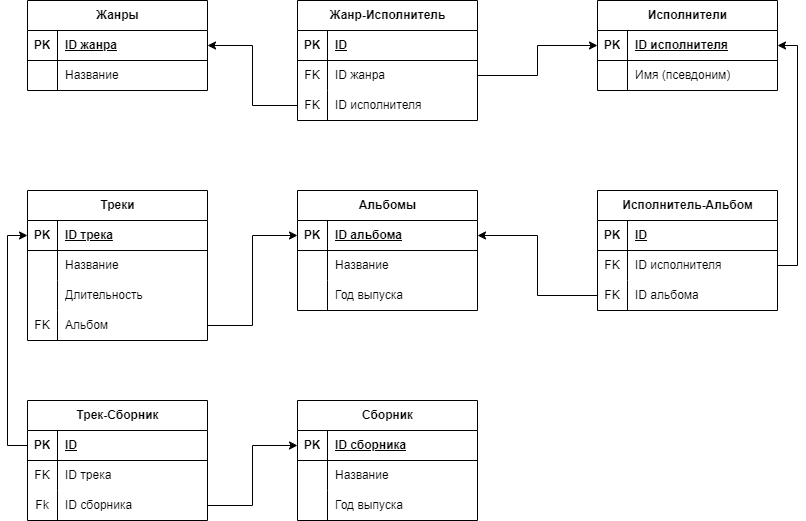 Жанры
PK ID жанра
Название
Жанр-Исполнитель
PK ID
FK ID жанра
FK ID исполнителя
Исполнители
PK ID исполнителя
Имя (псевдоним)
Треки
PK ID трека
Название
Длительность
FK Альбом
Альбомы
PK ID альбома
Название
Год выпуска
Исполнитель-Альбом
PK ID
FK ID исполнителя
FK ID альбома
Трек-Сборник
PK ID
FK ID трека
Fk ID сборника
Сборник
PK ID сборника
Название
Год выпуска